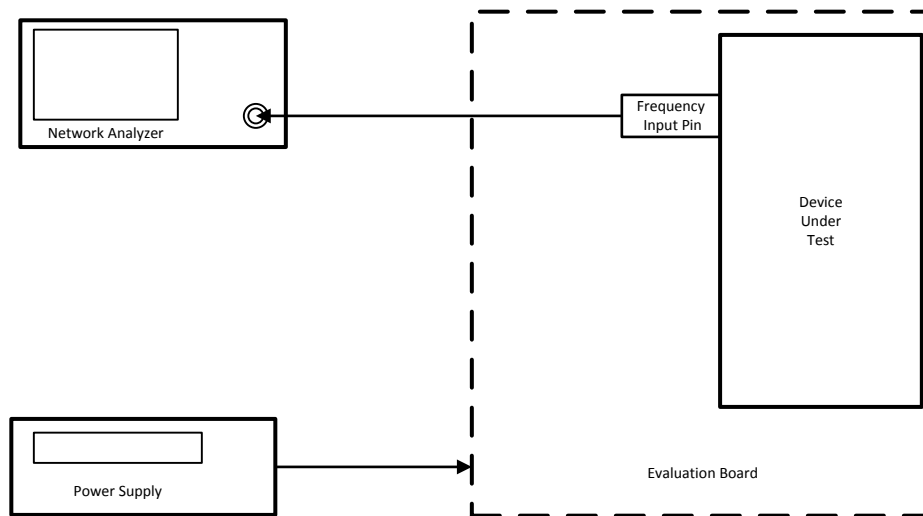 Network Analyzer
Frequency
Input Pin
Device
Under
Test
Power Supply
Evaluation Board